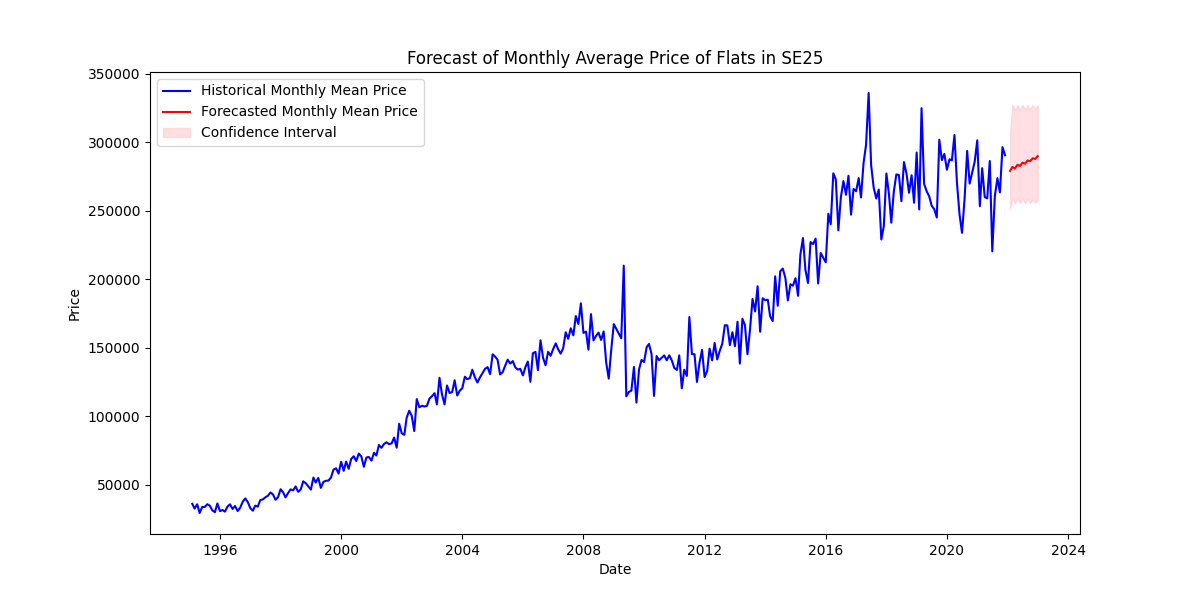 Forecast of Monthly Average Price of Flats in SE25
Historical Monthly Mean Price
Forecasted Monthly Mean Price
Confidence Interval
350000
300000
250000
200000
150000
100000
50000
Price
1996 2000 2004 2008 2012 2016 2020 2024
Date